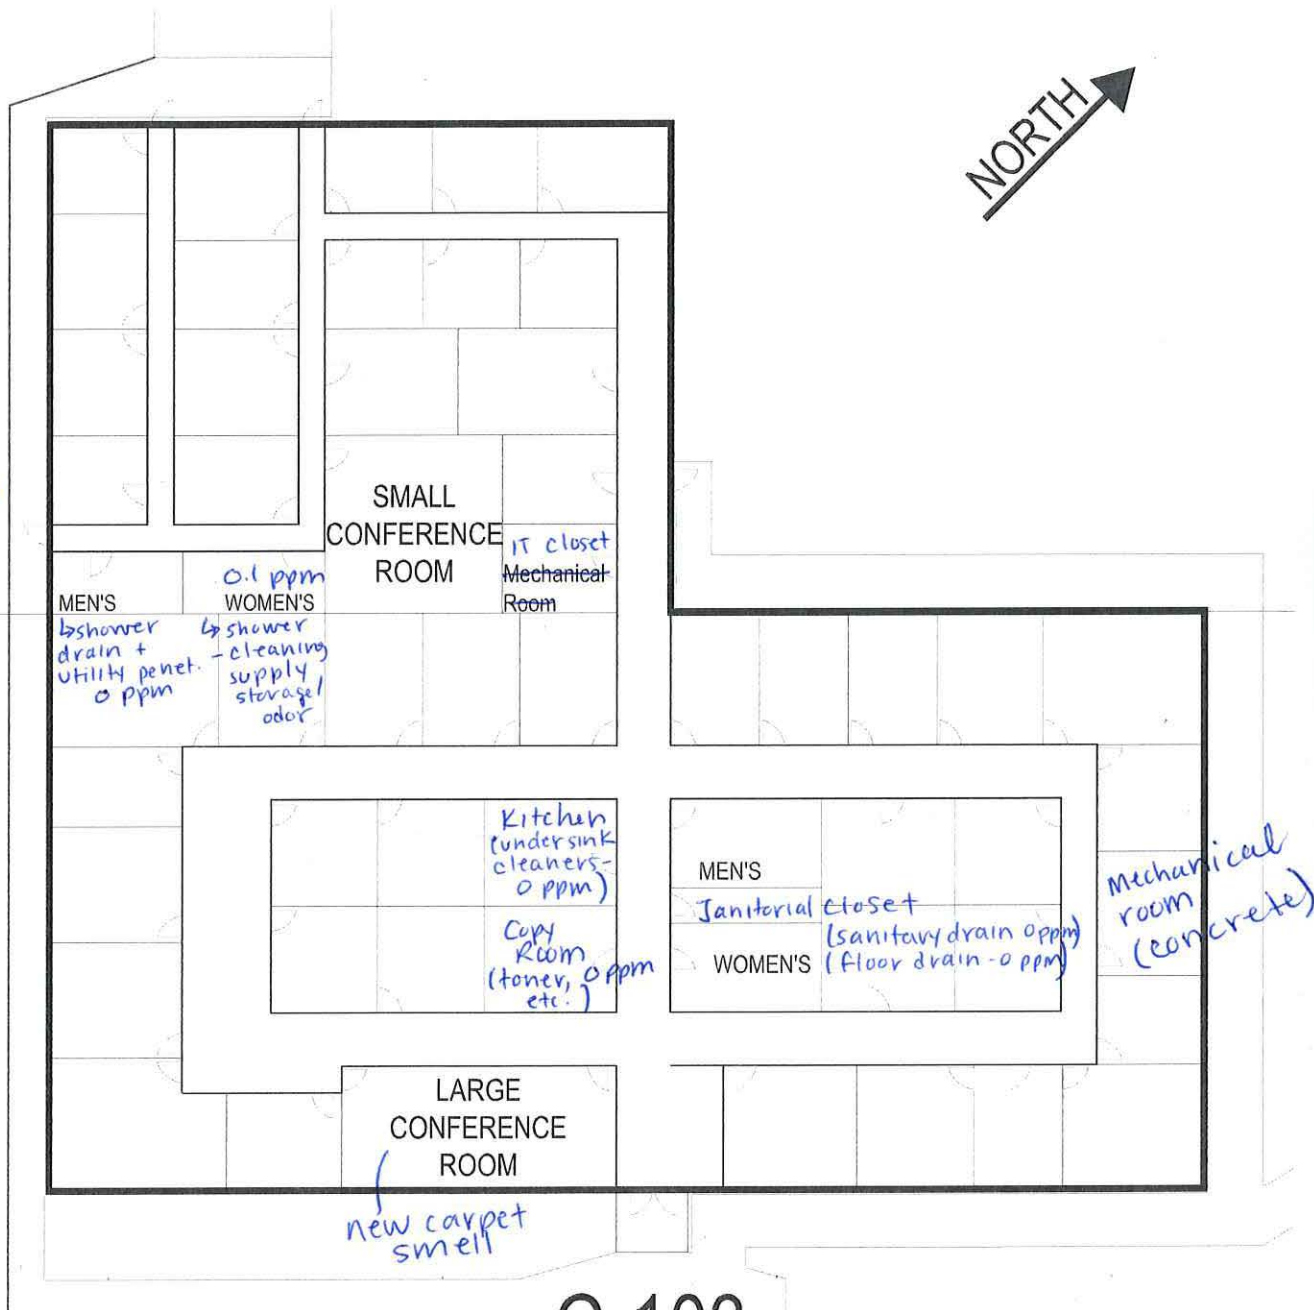 NORTH
SMALL
CONFERENCE
ROOM
IT closet
Mechanical
Room
MEN'S
↳shower
drain +
utility penet.
0 ppm
0.1 ppm
WOMEN'S
↳ shower
- cleaning
supply
storage/
odor
Kitchen
(undersink
cleaners-
0 ppm)
Copy
Room
(toner, 0 ppm
etc.)
MEN'S
Janitorial closet
(sanitary drain 0 ppm)
WOMEN'S
(floor drain - 0 ppm)
Mechanical
room
(concrete)
LARGE
CONFERENCE
ROOM
new carpet
smell